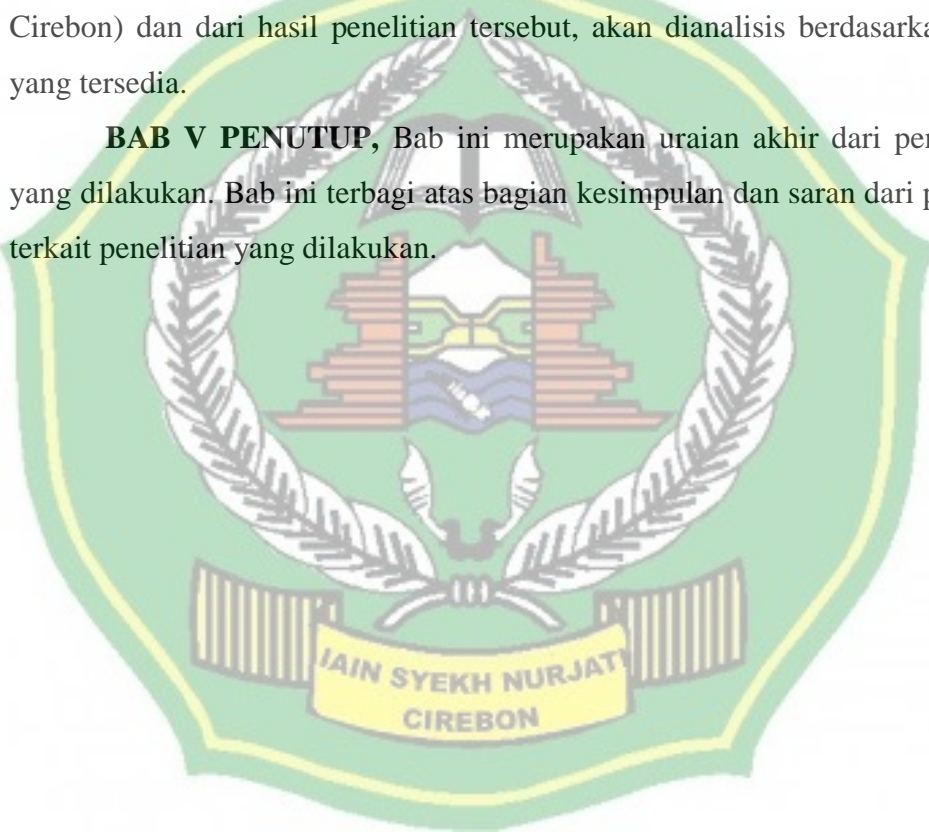 Cirebon) dan dari hasil penelitian tersebut, akan dianalisis
yang tersedia.
BAB V PENUTUP, Bab ini merupakan uraian akhir dari
yang dilakukan. Bab ini terbagi atas bagian kesimpulan dan saran dari
terkait penelitian yang dilakukan.
IAIN SYEKH NURJATI
CIREBON